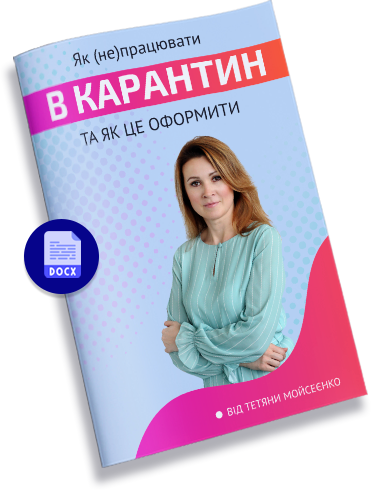 Як (не)працювати
В КАРАНТИН
ТА ЯК ЦЕ ОФОРМИТИ
DOCX
ВІД ТЕТЯНИ МОЙСЕЄНКО